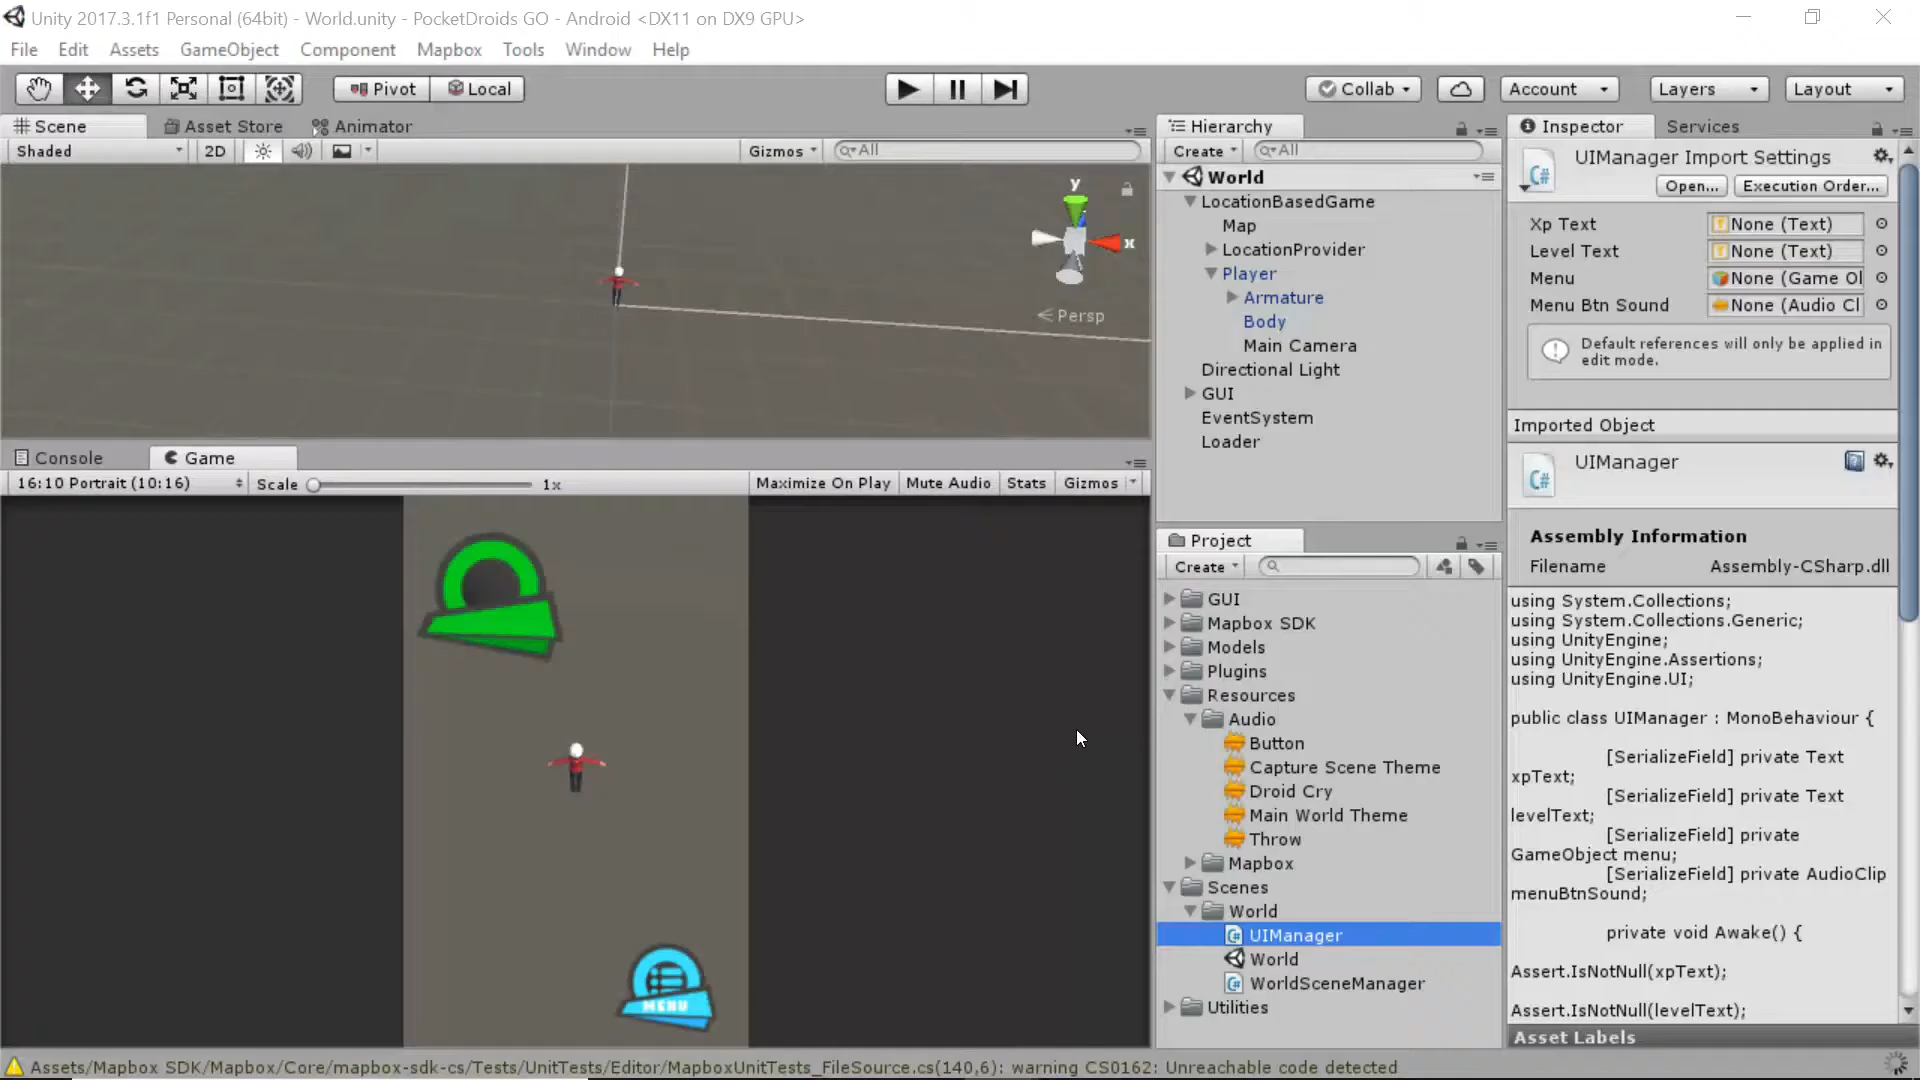 Unity 2017.3.1f1 Personal (64bit) - World.unity - PocketDroids GO - Android <DX11 on DX9 GPU>
File Edit Assets GameObject Component Mapbox Tools Window Help
Pivot Local Collab Account Layers Layout
Scene Asset Store Animator
Shaded 2D Gizmos All
y
x
Persp
Console Game
16:10 Portrait (10:16) Scale 1x Maximize On Play Mute Audio Stats Gizmos
MENU
Hierarchy
Create All
World
LocationBasedGame
Map
LocationProvider
Player
Armature
Body
Main Camera
Directional Light
GUI
EventSystem
Loader
Project
Create
GUI
Mapbox SDK
Models
Plugins
Resources
Audio
Button
Capture Scene Theme
Droid Cry
Main World Theme
Throw
Mapbox
Scenes
World
UIManager
World
WorldSceneManager
Utilities
Inspector Services
UIManager Import Settings
C#
Open... Execution Order...
Xp Text None (Text)
Level Text None (Text)
Menu None (Game Ol
Menu Btn Sound None (Audio Cl
Default references will only be applied in
edit mode.
Imported Object
UIManager
C#
Assembly Information
Filename Assembly-CSharp.dll
using System.Collections;
using System.Collections.Generic;
using UnityEngine;
using UnityEngine.Assertions;
using UnityEngine.UI;
public class UIManager : MonoBehaviour {
[SerializeField] private Text
xpText;
[SerializeField] private Text
levelText;
[SerializeField] private
GameObject menu;
[SerializeField] private AudioClip
menuBtnSound;
private void Awake() {
Assert.IsNotNull(xpText);
Assert.IsNotNull(levelText);
Asset Labels
Assets/Mapbox SDK/Mapbox/Core/mapbox-sdk-cs/Tests/UnitTests/Editor/MapboxUnitTests_FileSource.cs(140,6): warning CS0162: Unreachable code detected